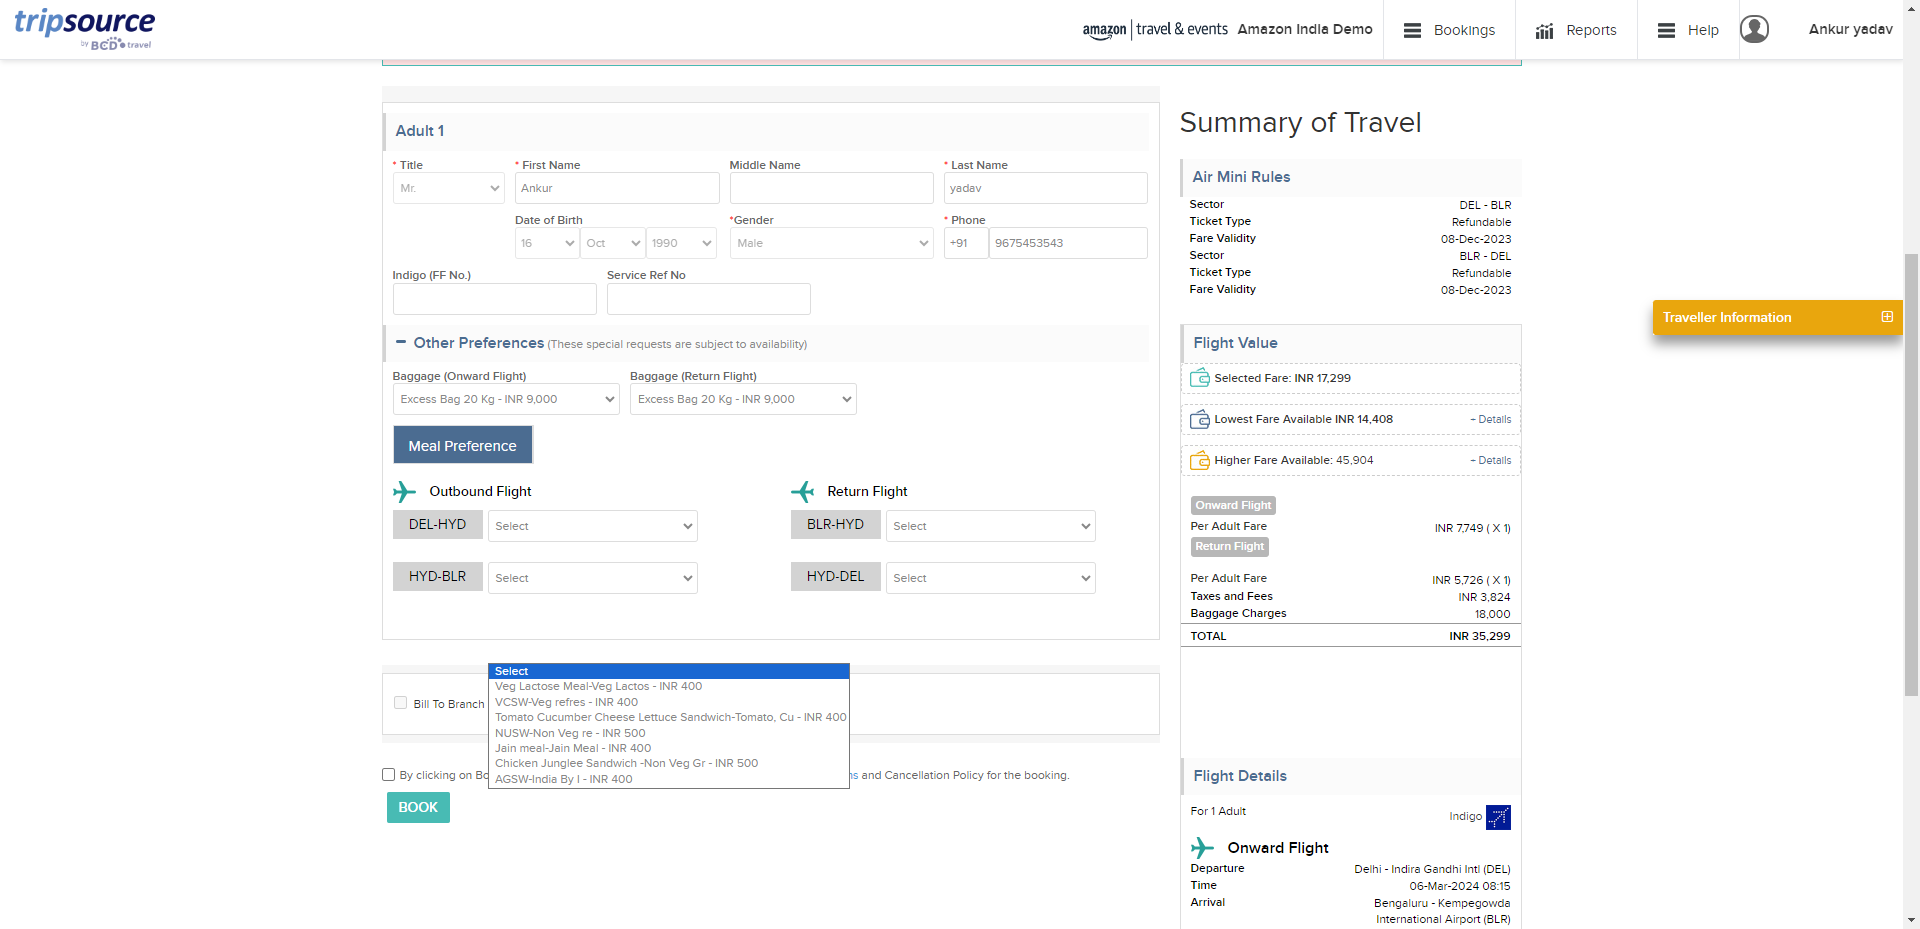 tripsource
by BCD travel
amazon travel & events Amazon India Demo
Bookings
Reports
Help
Ankur yadav
Adult 1
* Title
* First Name
Middle Name
* Last Name
Mr.
Ankur
yadav
Date of Birth
*Gender
* Phone
16
Oct
1990
Male
+91
9675453543
Indigo (FF No.)
Service Ref No
Other Preferences (These special requests are subject to availability)
Baggage (Onward Flight)
Baggage (Return Flight)
Excess Bag 20 Kg - INR 9,000
Excess Bag 20 Kg - INR 9,000
Meal Preference
Outbound Flight
Return Flight
DEL-HYD
Select
BLR-HYD
Select
HYD-BLR
Select
HYD-DEL
Select
Select
Veg Lactose Meal-Veg Lactos - INR 400
VCSW-Veg refres - INR 400
Tomato Cucumber Cheese Lettuce Sandwich-Tomato, Cu - INR 400
NUSW-Non Veg re - INR 500
Jain meal-Jain Meal - INR 400
Chicken Junglee Sandwich -Non Veg Gr - INR 500
AGSW-India By I - INR 400
Bill To Branch
By clicking on Bo
ns and Cancellation Policy for the booking.
BOOK
Summary of Travel
Air Mini Rules
Sector DEL - BLR
Ticket Type Refundable
Fare Validity 08-Dec-2023
Sector BLR - DEL
Ticket Type Refundable
Fare Validity 08-Dec-2023
Traveller Information
Flight Value
Selected Fare: INR 17,299
Lowest Fare Available INR 14,408 + Details
Higher Fare Available: 45,904 + Details
Onward Flight
Per Adult Fare INR 7,749 ( X 1)
Return Flight
Per Adult Fare INR 5,726 ( X 1)
Taxes and Fees INR 3,824
Baggage Charges 18,000
TOTAL INR 35,299
Flight Details
For 1 Adult Indigo
Onward Flight
Departure Delhi - Indira Gandhi Intl (DEL)
Time 06-Mar-2024 08:15
Arrival Bengaluru - Kempegowda
International Airport (BLR)